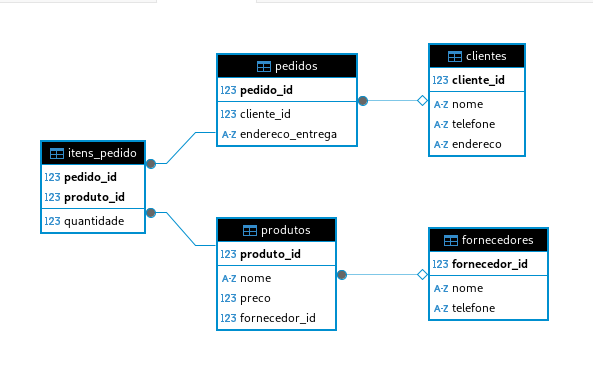 pedidos
123 pedido_id
123 cliente_id
A-Z endereco_entrega
clientes
123 cliente_id
A-Z nome
A-Z telefone
A-Z endereco
itens_pedido
123 pedido_id
123 produto_id
123 quantidade
produtos
123 produto_id
A-Z nome
123 preco
123 fornecedor_id
fornecedores
123 fornecedor_id
A-Z nome
A-Z telefone